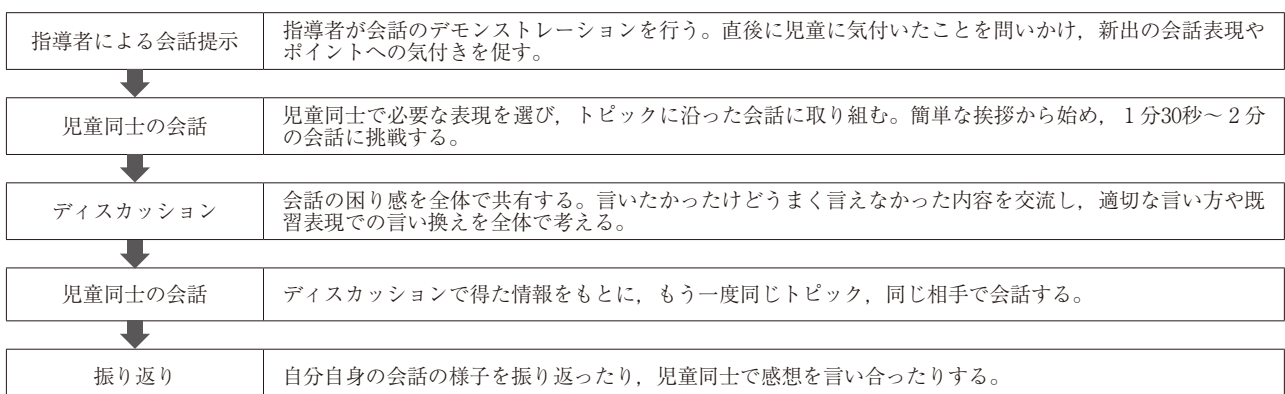 指導者による会話提示
指導者が会話のデモンストレーションを行う。直後に児童に気付いたことを問いかけ，新出の会話表現や
ポイントへの気付きを促す。
児童同士の会話
児童同士で必要な表現を選び，トピックに沿った会話に取り組む。簡単な挨拶から始め，１分30秒～２分
の会話に挑戦する。
ディスカッション
会話の困り感を全体で共有する。言いたかったけどうまく言えなかった内容を交流し，適切な言い方や既
習表現での言い換えを全体で考える。
児童同士の会話
ディスカッションで得た情報をもとに，もう一度同じトピック，同じ相手で会話する。
振り返り
自分自身の会話の様子を振り返ったり，児童同士で感想を言い合ったりする。